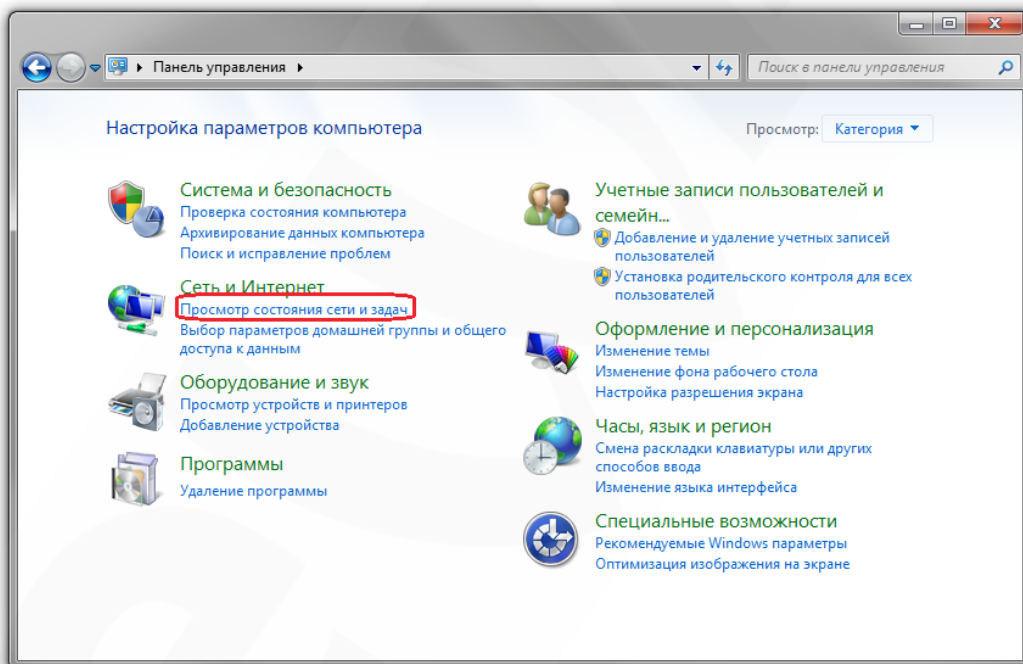 Панель управления
Поиск в панели управления
Настройка параметров компьютера
Просмотр: Категория
Система и безопасность
Проверка состояния компьютера
Архивирование данных компьютера
Поиск и исправление проблем
Сеть и Интернет
Просмотр состояния сети и задач
Выбор параметров домашней группы и общего
доступа к данным
Оборудование и звук
Просмотр устройств и принтеров
Добавление устройства
Программы
Удаление программы
Учетные записи пользователей и
семейн...
Добавление и удаление учетных записей
пользователей
Установка родительского контроля для всех
пользователей
Оформление и персонализация
Изменение темы
Изменение фона рабочего стола
Настройка разрешения экрана
Часы, язык и регион
Смена раскладки клавиатуры или других
способов ввода
Изменение языка интерфейса
Специальные возможности
Рекомендуемые Windows параметры
Оптимизация изображения на экране